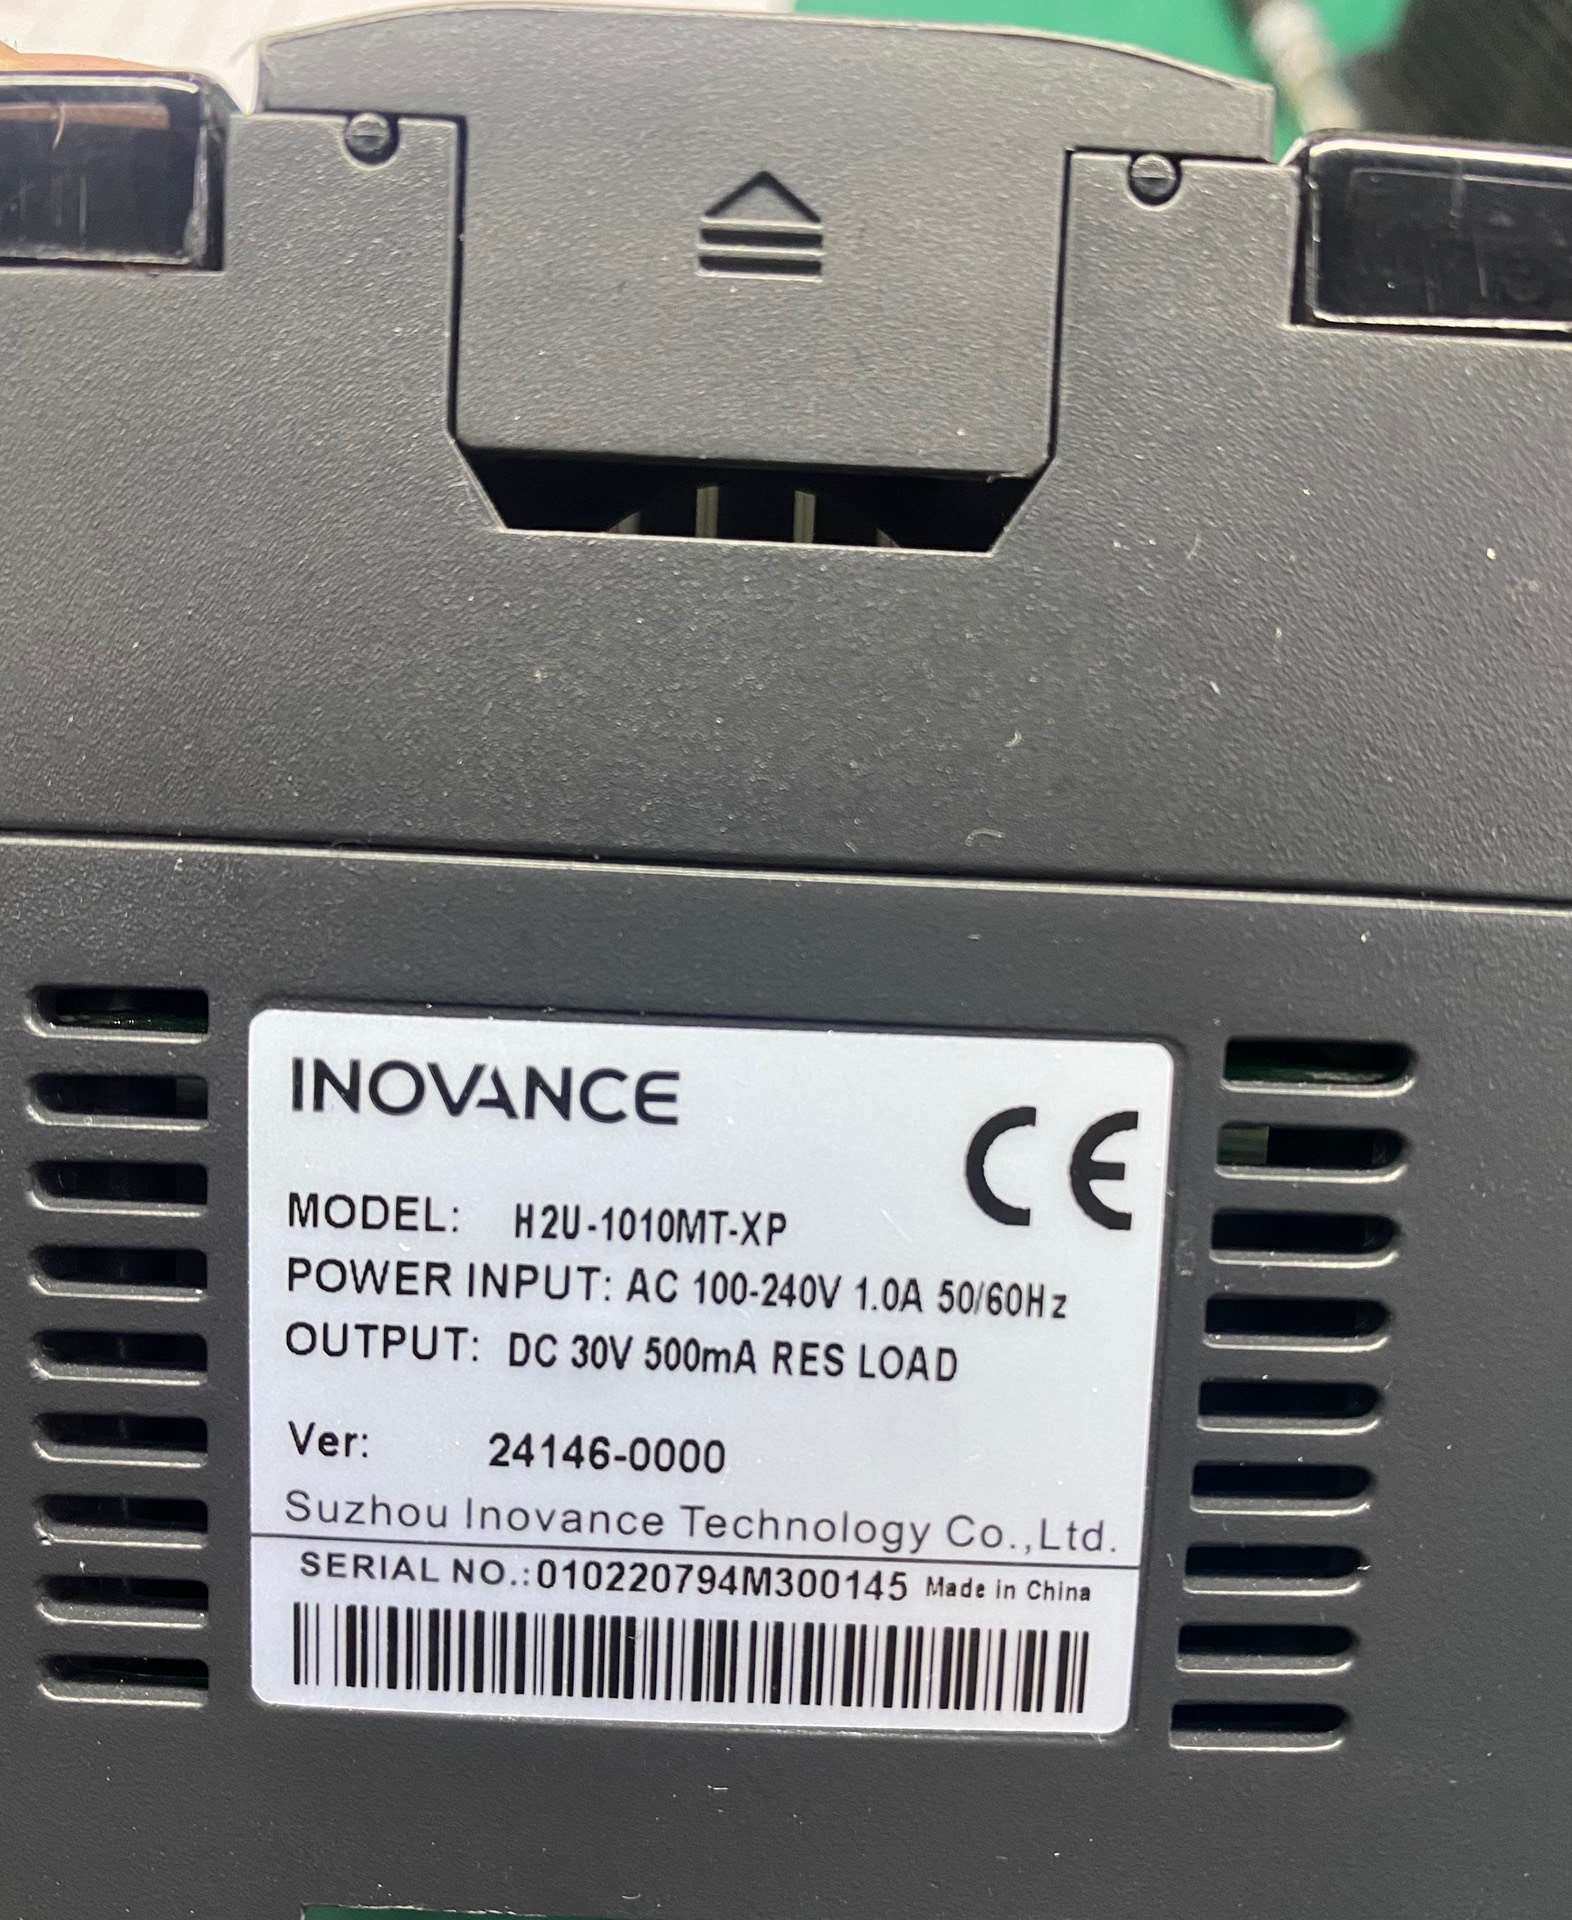 INOVANCE
CE
MODEL: H2U-1010MT-XP
POWER INPUT: AC 100-240V 1.0A 50/60Hz
OUTPUT: DC 30V 500mA RES LOAD
Ver: 24146-0000
Suzhou Inovance Technology Co.,Ltd.
SERIAL NO.:010220794M300145 Made in China